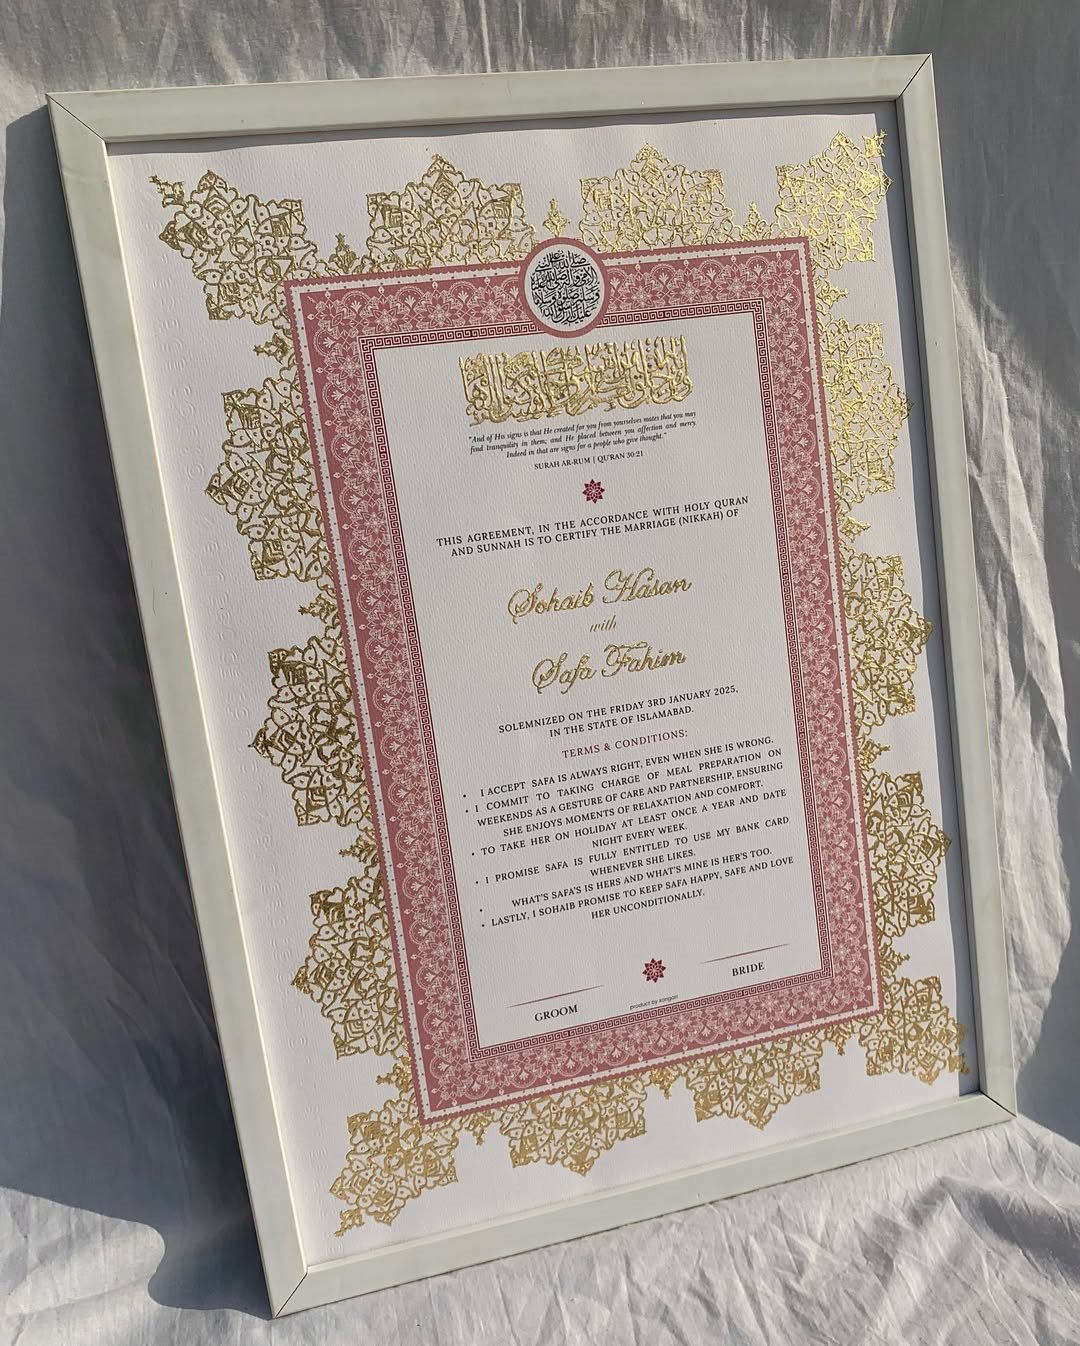 "And of His signs is that He created for you from yourselves mates that you may
find tranquility in them; and He placed between you affection and mercy.
Indeed in that are signs for a people who give thought."
SURAH AR-RUM | QU'RAN 30:21
THIS AGREEMENT, IN THE ACCORDANCE WITH HOLY QURAN
AND SUNNAH IS TO CERTIFY THE MARRIAGE (NIKKAH) OF
Sohaib Hasan
with
Safa Fahim
SOLEMNIZED ON THE FRIDAY 3RD JANUARY 2025,
IN THE STATE OF ISLAMABAD.
TERMS & CONDITIONS:
• I ACCEPT SAFA IS ALWAYS RIGHT, EVEN WHEN SHE IS WRONG.
• I COMMIT TO TAKING CHARGE OF MEAL PREPARATION ON
WEEKENDS AS A GESTURE OF CARE AND PARTNERSHIP, ENSURING
SHE ENJOYS MOMENTS OF RELAXATION AND COMFORT.
• TO TAKE HER ON HOLIDAY AT LEAST ONCE A YEAR AND DATE
NIGHT EVERY WEEK.
• I PROMISE SAFA IS FULLY ENTITLED TO USE MY BANK CARD
WHENEVER SHE LIKES.
• WHAT'S SAFA'S IS HERS AND WHAT'S MINE IS HER'S TOO.
• LASTLY, I SOHAIB PROMISE TO KEEP SAFA HAPPY, SAFE AND LOVE
HER UNCONDITIONALLY.
GROOM
BRIDE
product by